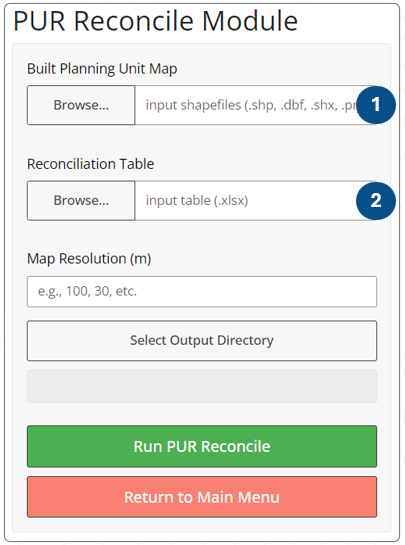 PUR Reconcile Module
Built Planning Unit Map
Browse... input shapefiles (.shp, .dbf, .shx, .pr 1
Reconciliation Table
Browse... input table (.xlsx) 2
Map Resolution (m)
e.g., 100, 30, etc.
Select Output Directory
Run PUR Reconcile
Return to Main Menu